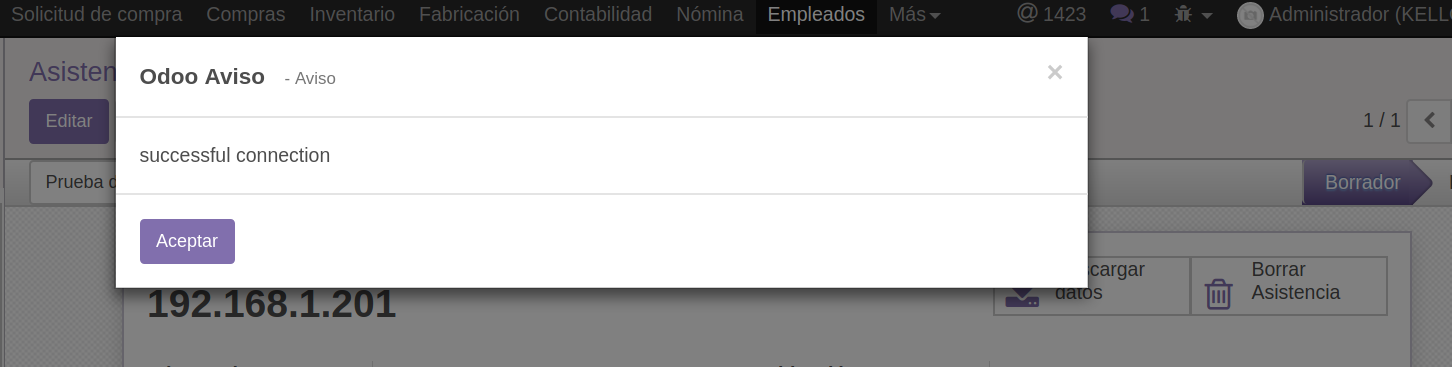 Solicitud de compra Compras Inventario Fabricación Contabilidad Nómina Empleados Más @ 1423 1 Administrador (KELL
Odoo Aviso - Aviso ×
Asisten
Editar
1 / 1
successful connection
Prueba
Borrador
Aceptar
scargar
datos
Borrar
Asistencia
192.168.1.201